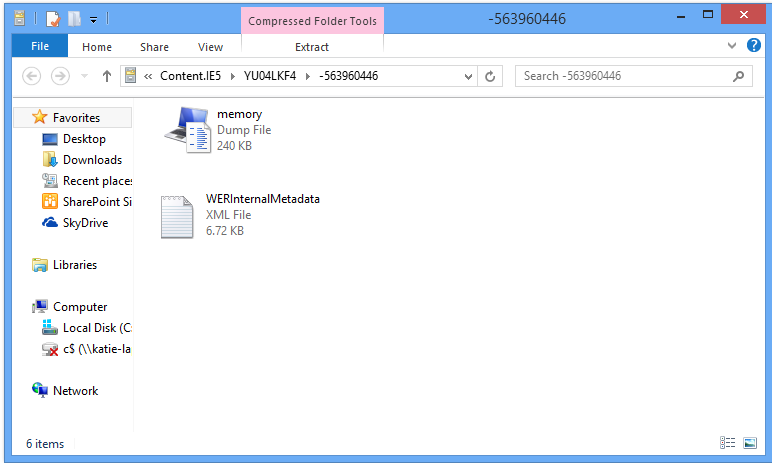 Compressed Folder Tools
-563960446
File
Home
Share
View
Extract
« Content.IE5 YU04LKF4 -563960446
Search -563960446
Favorites
Desktop
Downloads
Recent places
SharePoint Si
SkyDrive
Libraries
Computer
Local Disk (C:
c$ (\\katie-la
Network
memory
Dump File
240 KB
WERInternalMetadata
XML File
6.72 KB
6 items